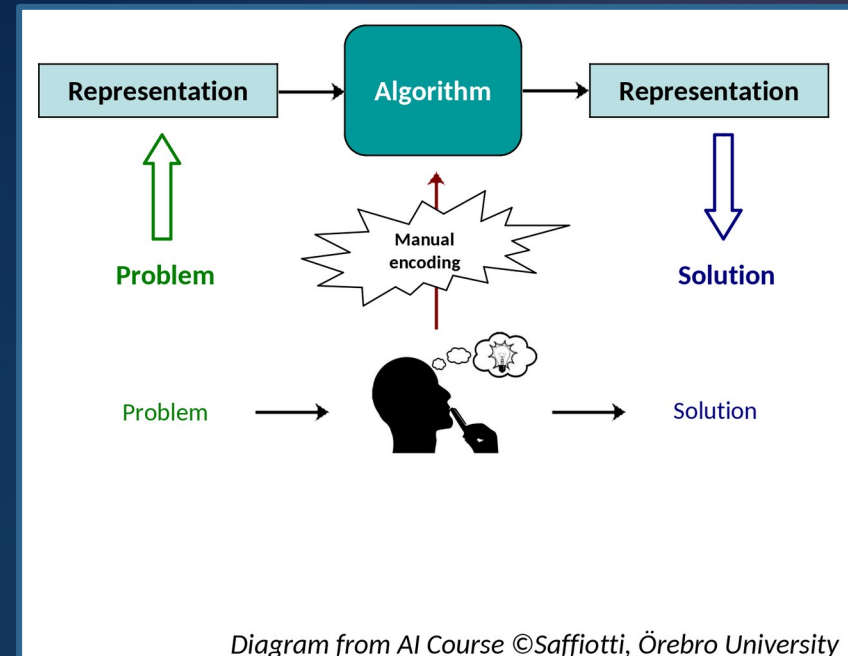 Representation
Algorithm
Representation
Manual
encoding
Problem
Solution
Problem
Solution
Diagram from AI Course ©Saffiotti, Örebro University